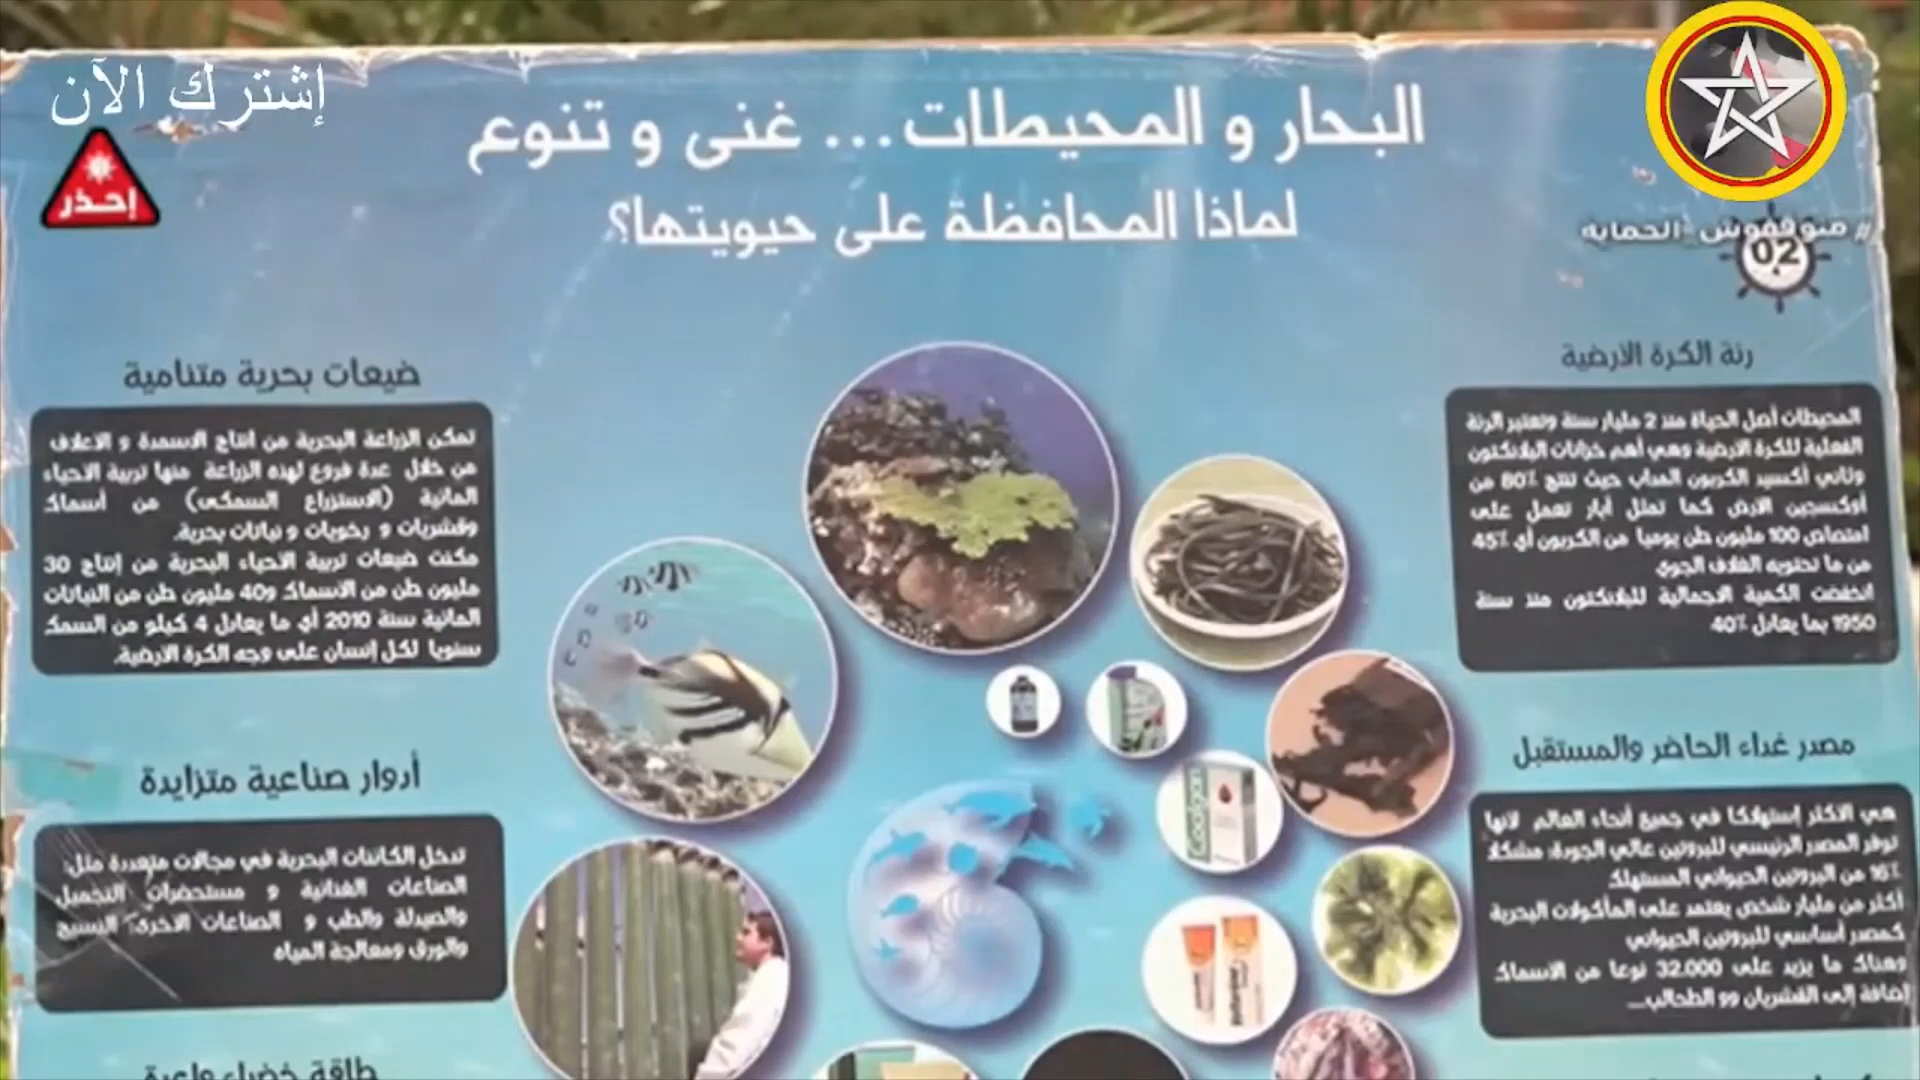 إشترك الآن
إحذر
البحار و المحيطات... غنى و تنوع
لماذا المحافظة على حيويتها؟
02
رئة الكرة الارضية
المحيطات أصل الحياة منذ 2 مليار سنة وتعتبر الرئة
الفعلية للكرة الارضية وهي أهم خزانات البلانكتون
وثاني أكسيد الكربون المذاب حيث تنتج 80% من
أوكسجين الارض كما تمثل أبار تعمل على
امتصاص 100 مليون طن يوميا من الكربون أي 45%
من ما تحتويه الغلاف الجوي
انخفضت الكمية الاجمالية للبلانكتون منذ سنة
1950 بما يعادل 40%
مصدر غداء الحاضر والمستقبل
هي الاكثر إستهلاكا في جميع أنحاء العالم لانها
توفر المصدر الرئيسي للبروتين عالي الجودة: مشكلا
16% من البروتين الحيواني المستهلك
أكثر من مليار شخص يعتمد على المأكولات البحرية
كمصدر أساسي للبروتين الحيواني
وهناك ما يزيد على 32.000 نوعا من الاسماك
إضافة إلى القشريان وو الطحالب...
ضيعات بحرية متنامية
تمكن الزراعة البحرية من انتاج الاسمدة و الاعلاف
من خلال عدة فروع لهذه الزراعة منها تربية الاحياء
المائية (الاستزراع السمكي) من أسماك
وقشريات و رخويات و نباتات بحرية.
مكنت ضيعات تربية الاحياء البحرية من إنتاج 30
مليون طن من الاسماك و40 مليون طن من النباتات
المائية سنة 2010 أي ما يعادل 4 كيلو من السمك
سنويا لكل إنسان على وجه الكرة الارضية.
أدوار صناعية متزايدة
تدخل الكائنات البحرية في مجالات متعددة مثل:
الصناعات الغذائية و مستحضرات التجميل
والصيدلة والطب و الصناعات الاخرى: النسيج
والورق ومعالجة المياه
طاقة خضراء واعدة